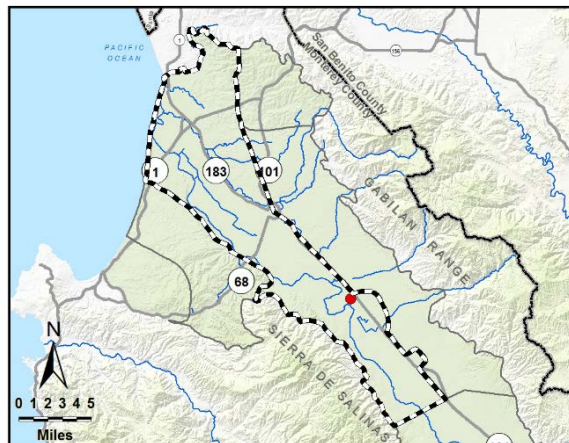 1
156
PACIFIC
OCEAN
San Benito County
Monterey County
183
101
1
GABILAN RANGE
68
SIERRA DE SALINAS
N
0 1 2 3 4 5
Miles